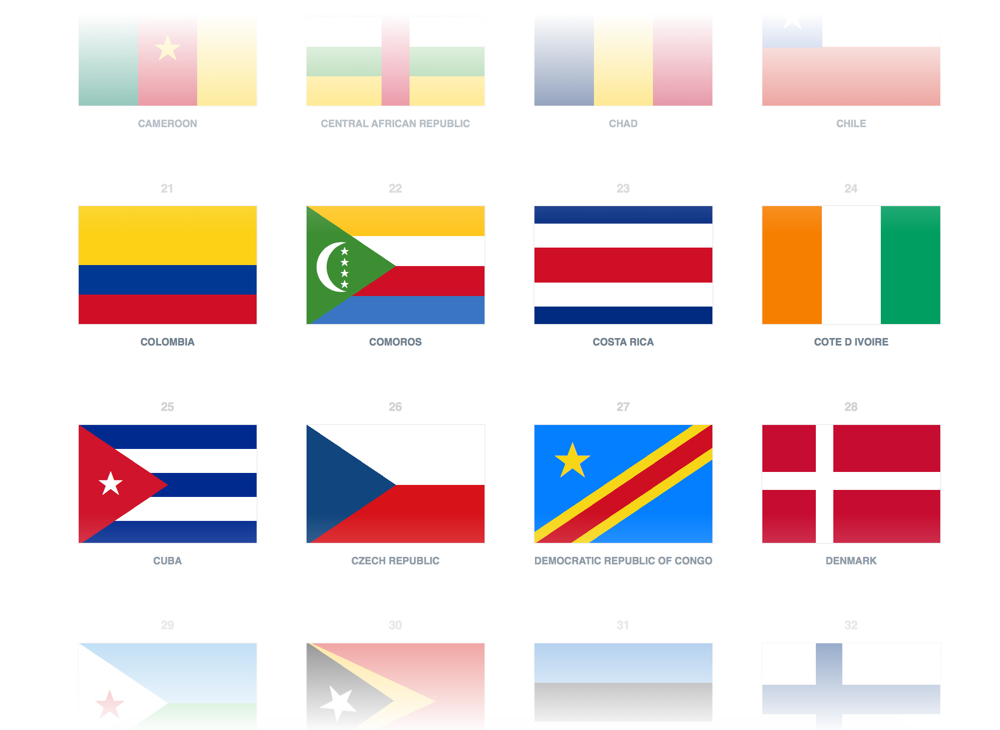 CAMEROON
CENTRAL AFRICAN REPUBLIC
CHAD
CHILE
21
22
23
24
COLOMBIA
COMOROS
COSTA RICA
COTE D IVOIRE
25
26
27
28
CUBA
CZECH REPUBLIC
DEMOCRATIC REPUBLIC OF CONGO
DENMARK
29
30
31
32